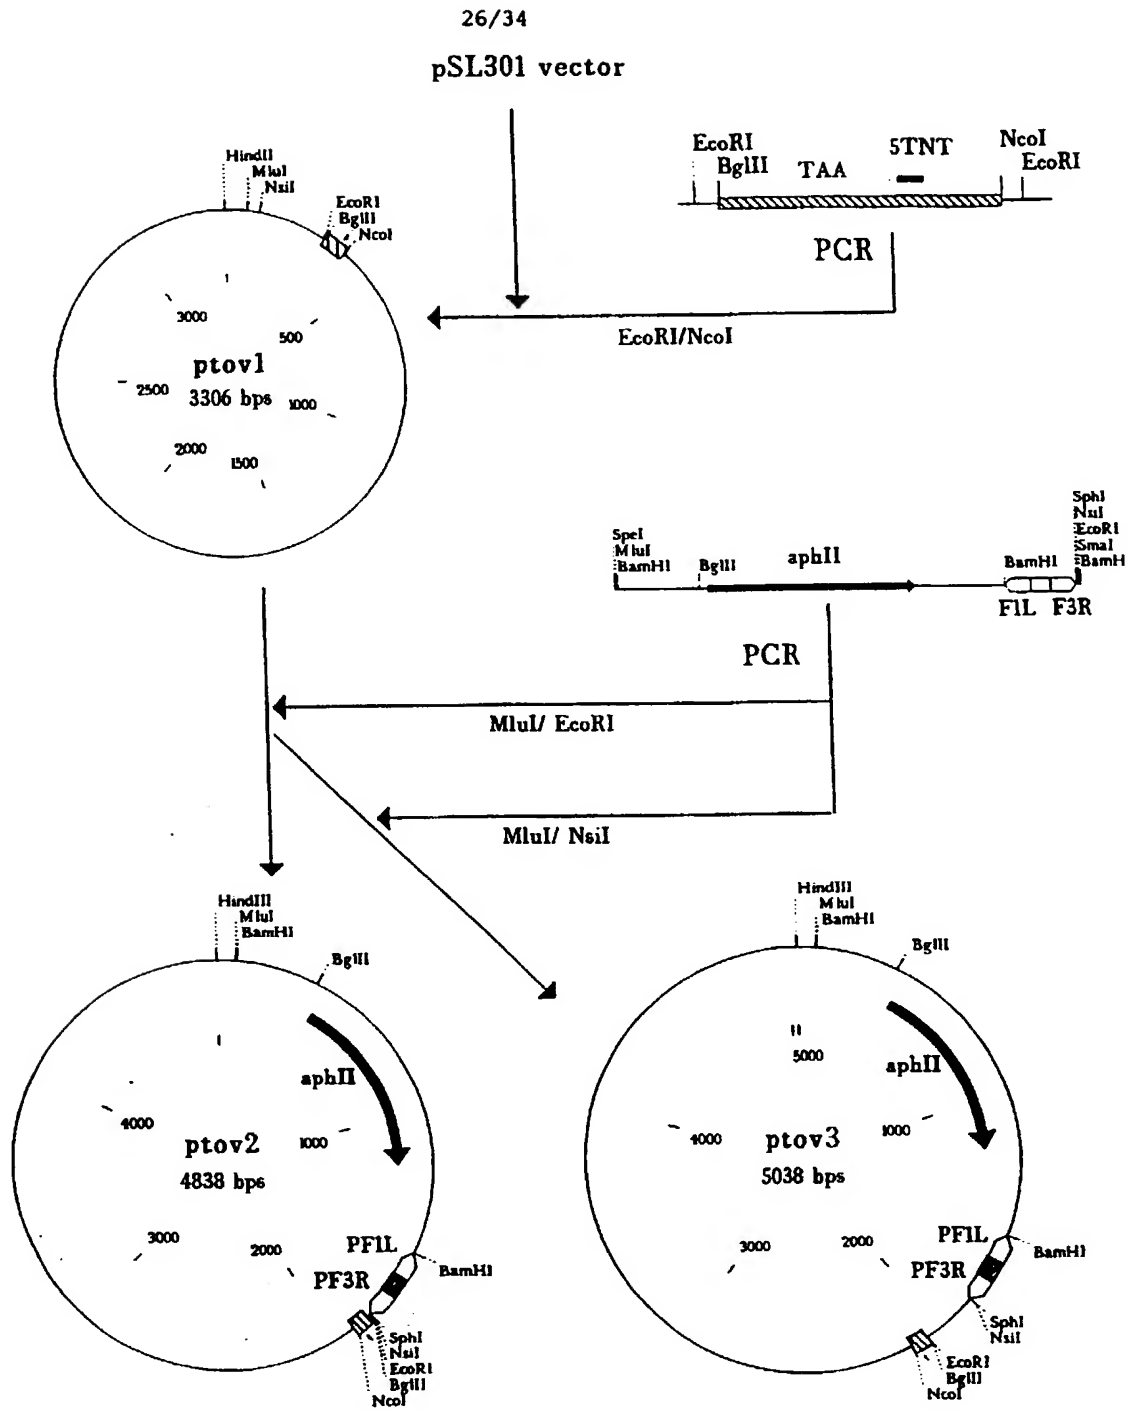 26/34
pSL301 vector
HindII
MluI
NsiI
EcoRI
BglII
NcoI
EcoRI
BglII
TAA
5TNT
NcoI
EcoRI
PCR
EcoRI/NcoI
1
3000
500
ptov1
2500
3306 bps
1000
2000
1500
SpeI
MluI
BamHI
BglII
aphII
BamHI
SphI
NsiI
EcoRI
SmaI
BamH
F1L F3R
PCR
MluI/ EcoRI
MluI/ NsiI
HindIII
MluI
BamHI
BglII
aphII
4000
1000
ptov2
4838 bps
3000
2000
PF1L
PF3R
BamHI
SphI
NsiI
EcoRI
BglII
NcoI
HindIII
MluI
BamHI
BglII
5000
aphII
4000
1000
ptov3
5038 bps
3000
2000
PF1L
PF3R
BamHI
SphI
NsiI
EcoRI
BglII
NcoI